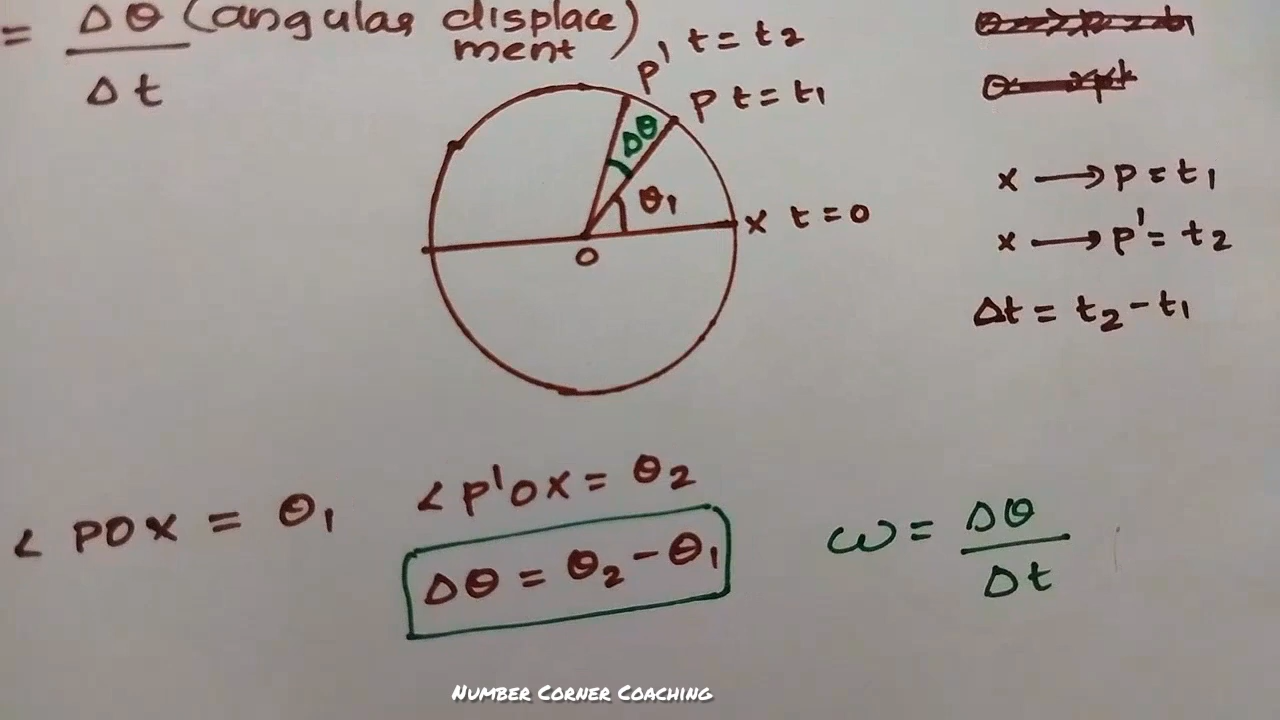 = Δθ (angular displace
ment)
Δt
P' t = t2
P t = t1
Δθ
θ1
x t = 0
O
x → P = t1
x → P' = t2
Δt = t2 - t1
∠ POX = θ1
∠ P'OX = θ2
Δθ = θ2 - θ1
ω = Δθ
Δt
Number Corner Coaching